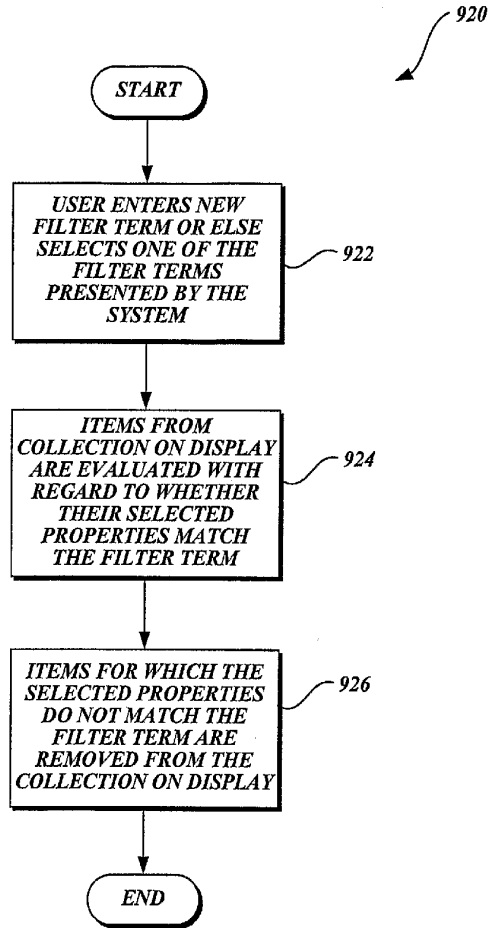 920
START
USER ENTERS NEW
FILTER TERM OR ELSE
SELECTS ONE OF THE
FILTER TERMS
PRESENTED BY THE
SYSTEM
922
ITEMS FROM
COLLECTION ON DISPLAY
ARE EVALUATED WITH
REGARD TO WHETHER
THEIR SELECTED
PROPERTIES MATCH
THE FILTER TERM
924
ITEMS FOR WHICH THE
SELECTED PROPERTIES
DO NOT MATCH THE
FILTER TERM ARE
REMOVED FROM THE
COLLECTION ON DISPLAY
926
END